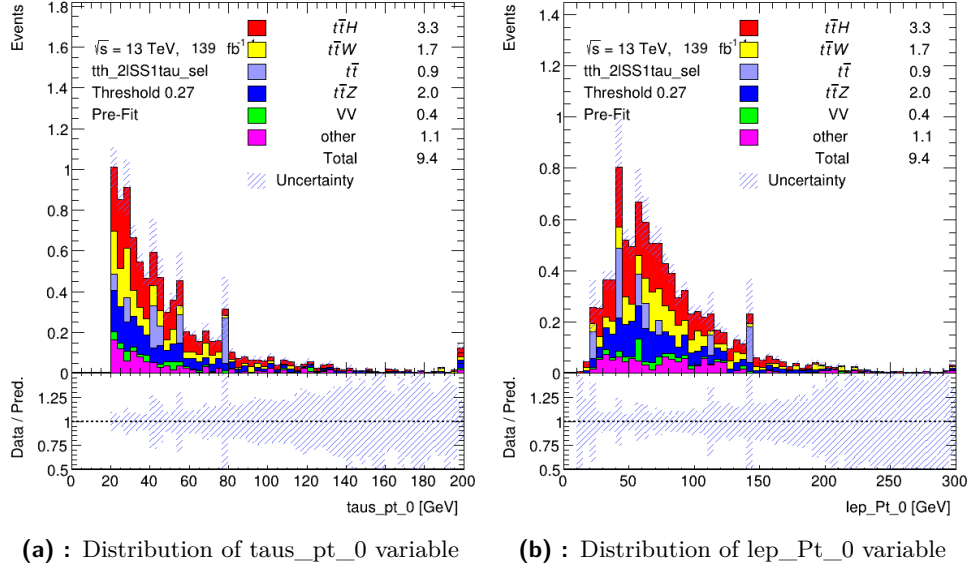 Events
1.8
1.6
1.4
1.2
1
0.8
0.6
0.4
0.2
0
√s = 13 TeV, 139 fb⁻¹
tth_2lSS1tau_sel
Threshold 0.27
Pre-Fit
tt̄H 3.3
tt̄W 1.7
tt̄ 0.9
tt̄Z 2.0
VV 0.4
other 1.1
Total 9.4
Uncertainty
Data / Pred.
1.25
1
0.75
0.5
0 20 40 60 80 100 120 140 160 180 200
taus_pt_0 [GeV]
(a) : Distribution of taus_pt_0 variable
Events
1.4
1.2
1.0
0.8
0.6
0.4
0.2
0
√s = 13 TeV, 139 fb⁻¹
tth_2lSS1tau_sel
Threshold 0.27
Pre-Fit
tt̄H 3.3
tt̄W 1.7
tt̄ 0.9
tt̄Z 2.0
VV 0.4
other 1.1
Total 9.4
Uncertainty
Data / Pred.
1.25
1
0.75
0.5
0 50 100 150 200 250 300
lep_Pt_0 [GeV]
(b) : Distribution of lep_Pt_0 variable